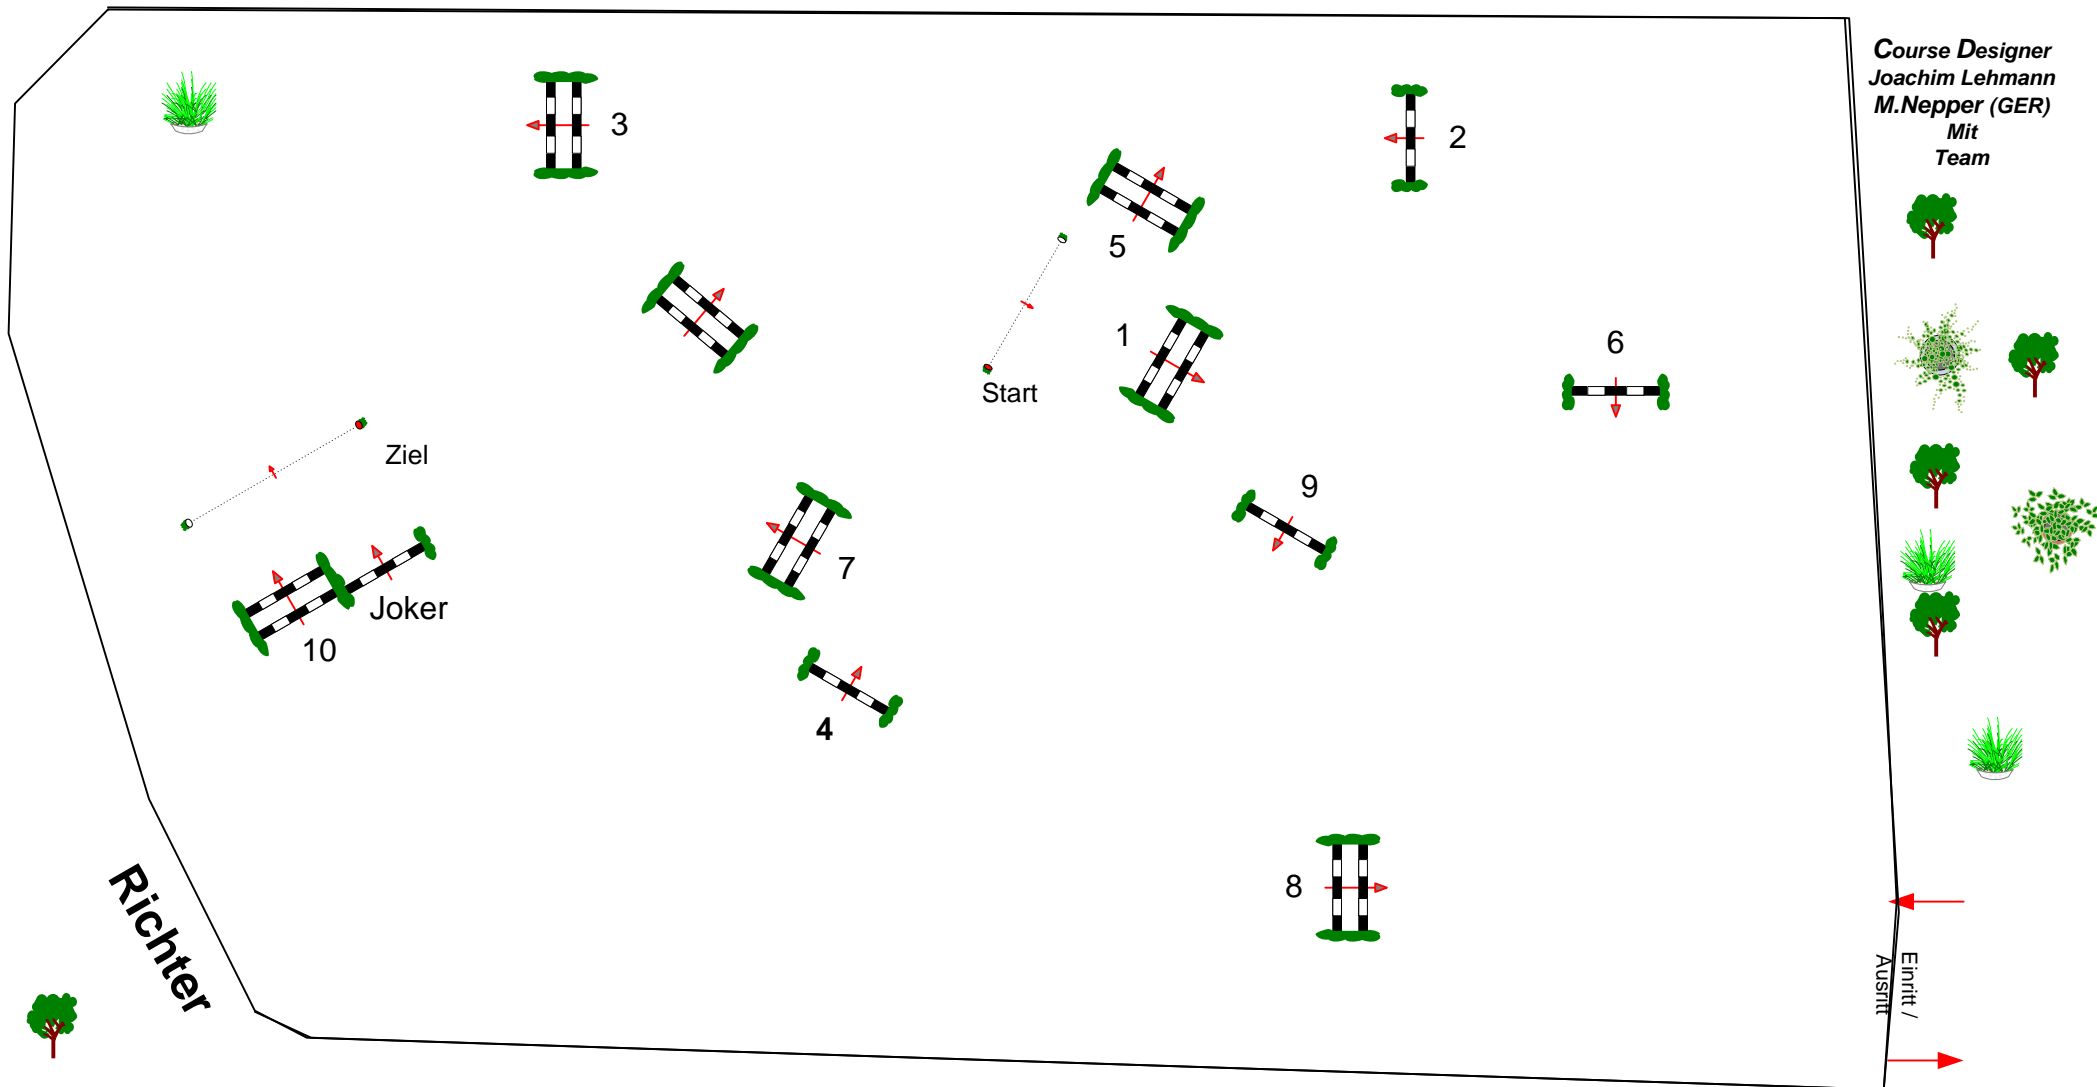 Course Designer
Joachim Lehmann
M.Nepper (GER)
Mit
Team
3
2
5
1
6
Start
Ziel
9
7
Joker
10
4
8
Richter
Einritt /
Ausritt